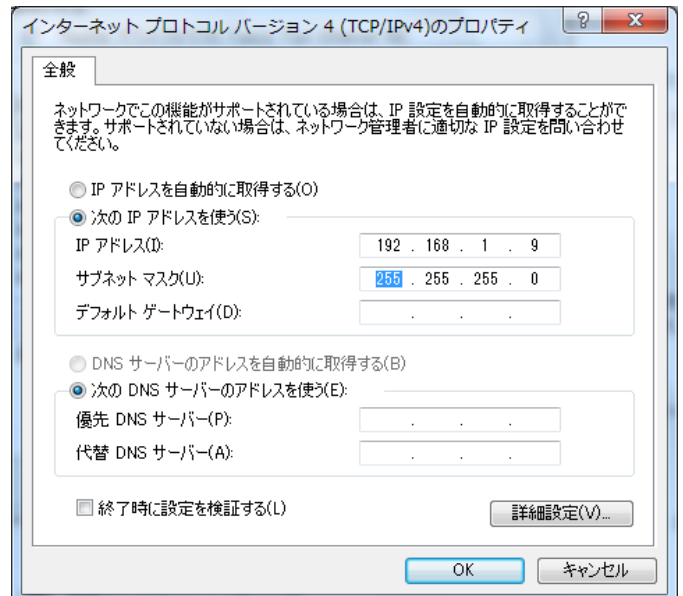 インターネット プロトコル バージョン 4 (TCP/IPv4)のプロパティ
全般
ネットワークでこの機能がサポートされている場合は、IP 設定を自動的に取得することがで
きます。サポートされていない場合は、ネットワーク管理者に適切な IP 設定を問い合わせ
てください。
IP アドレスを自動的に取得する(O)
次の IP アドレスを使う(S):
IP アドレス(I): 192 . 168 . 1 . 9
サブネット マスク(U): 255 . 255 . 255 . 0
デフォルト ゲートウェイ(D): . . .
DNS サーバーのアドレスを自動的に取得する(B)
次の DNS サーバーのアドレスを使う(E):
優先 DNS サーバー(P): . . .
代替 DNS サーバー(A): . . .
終了時に設定を検証する(L)
詳細設定(V)...
OK キャンセル